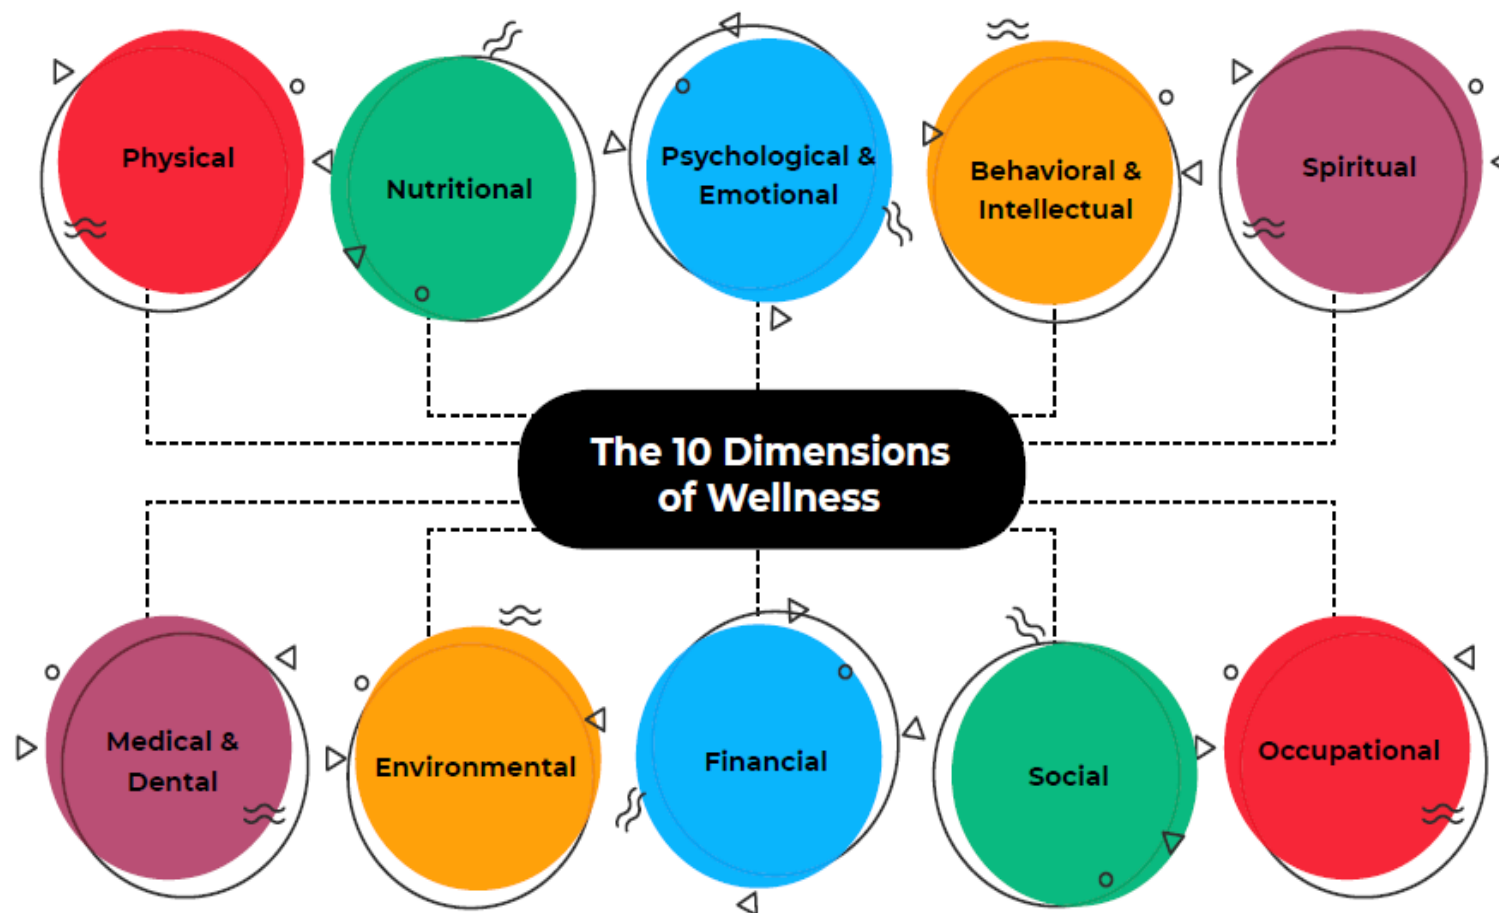 Physical
Nutritional
Psychological &
Emotional
Behavioral &
Intellectual
Spiritual
The 10 Dimensions
of Wellness
Medical &
Dental
Environmental
Financial
Social
Occupational